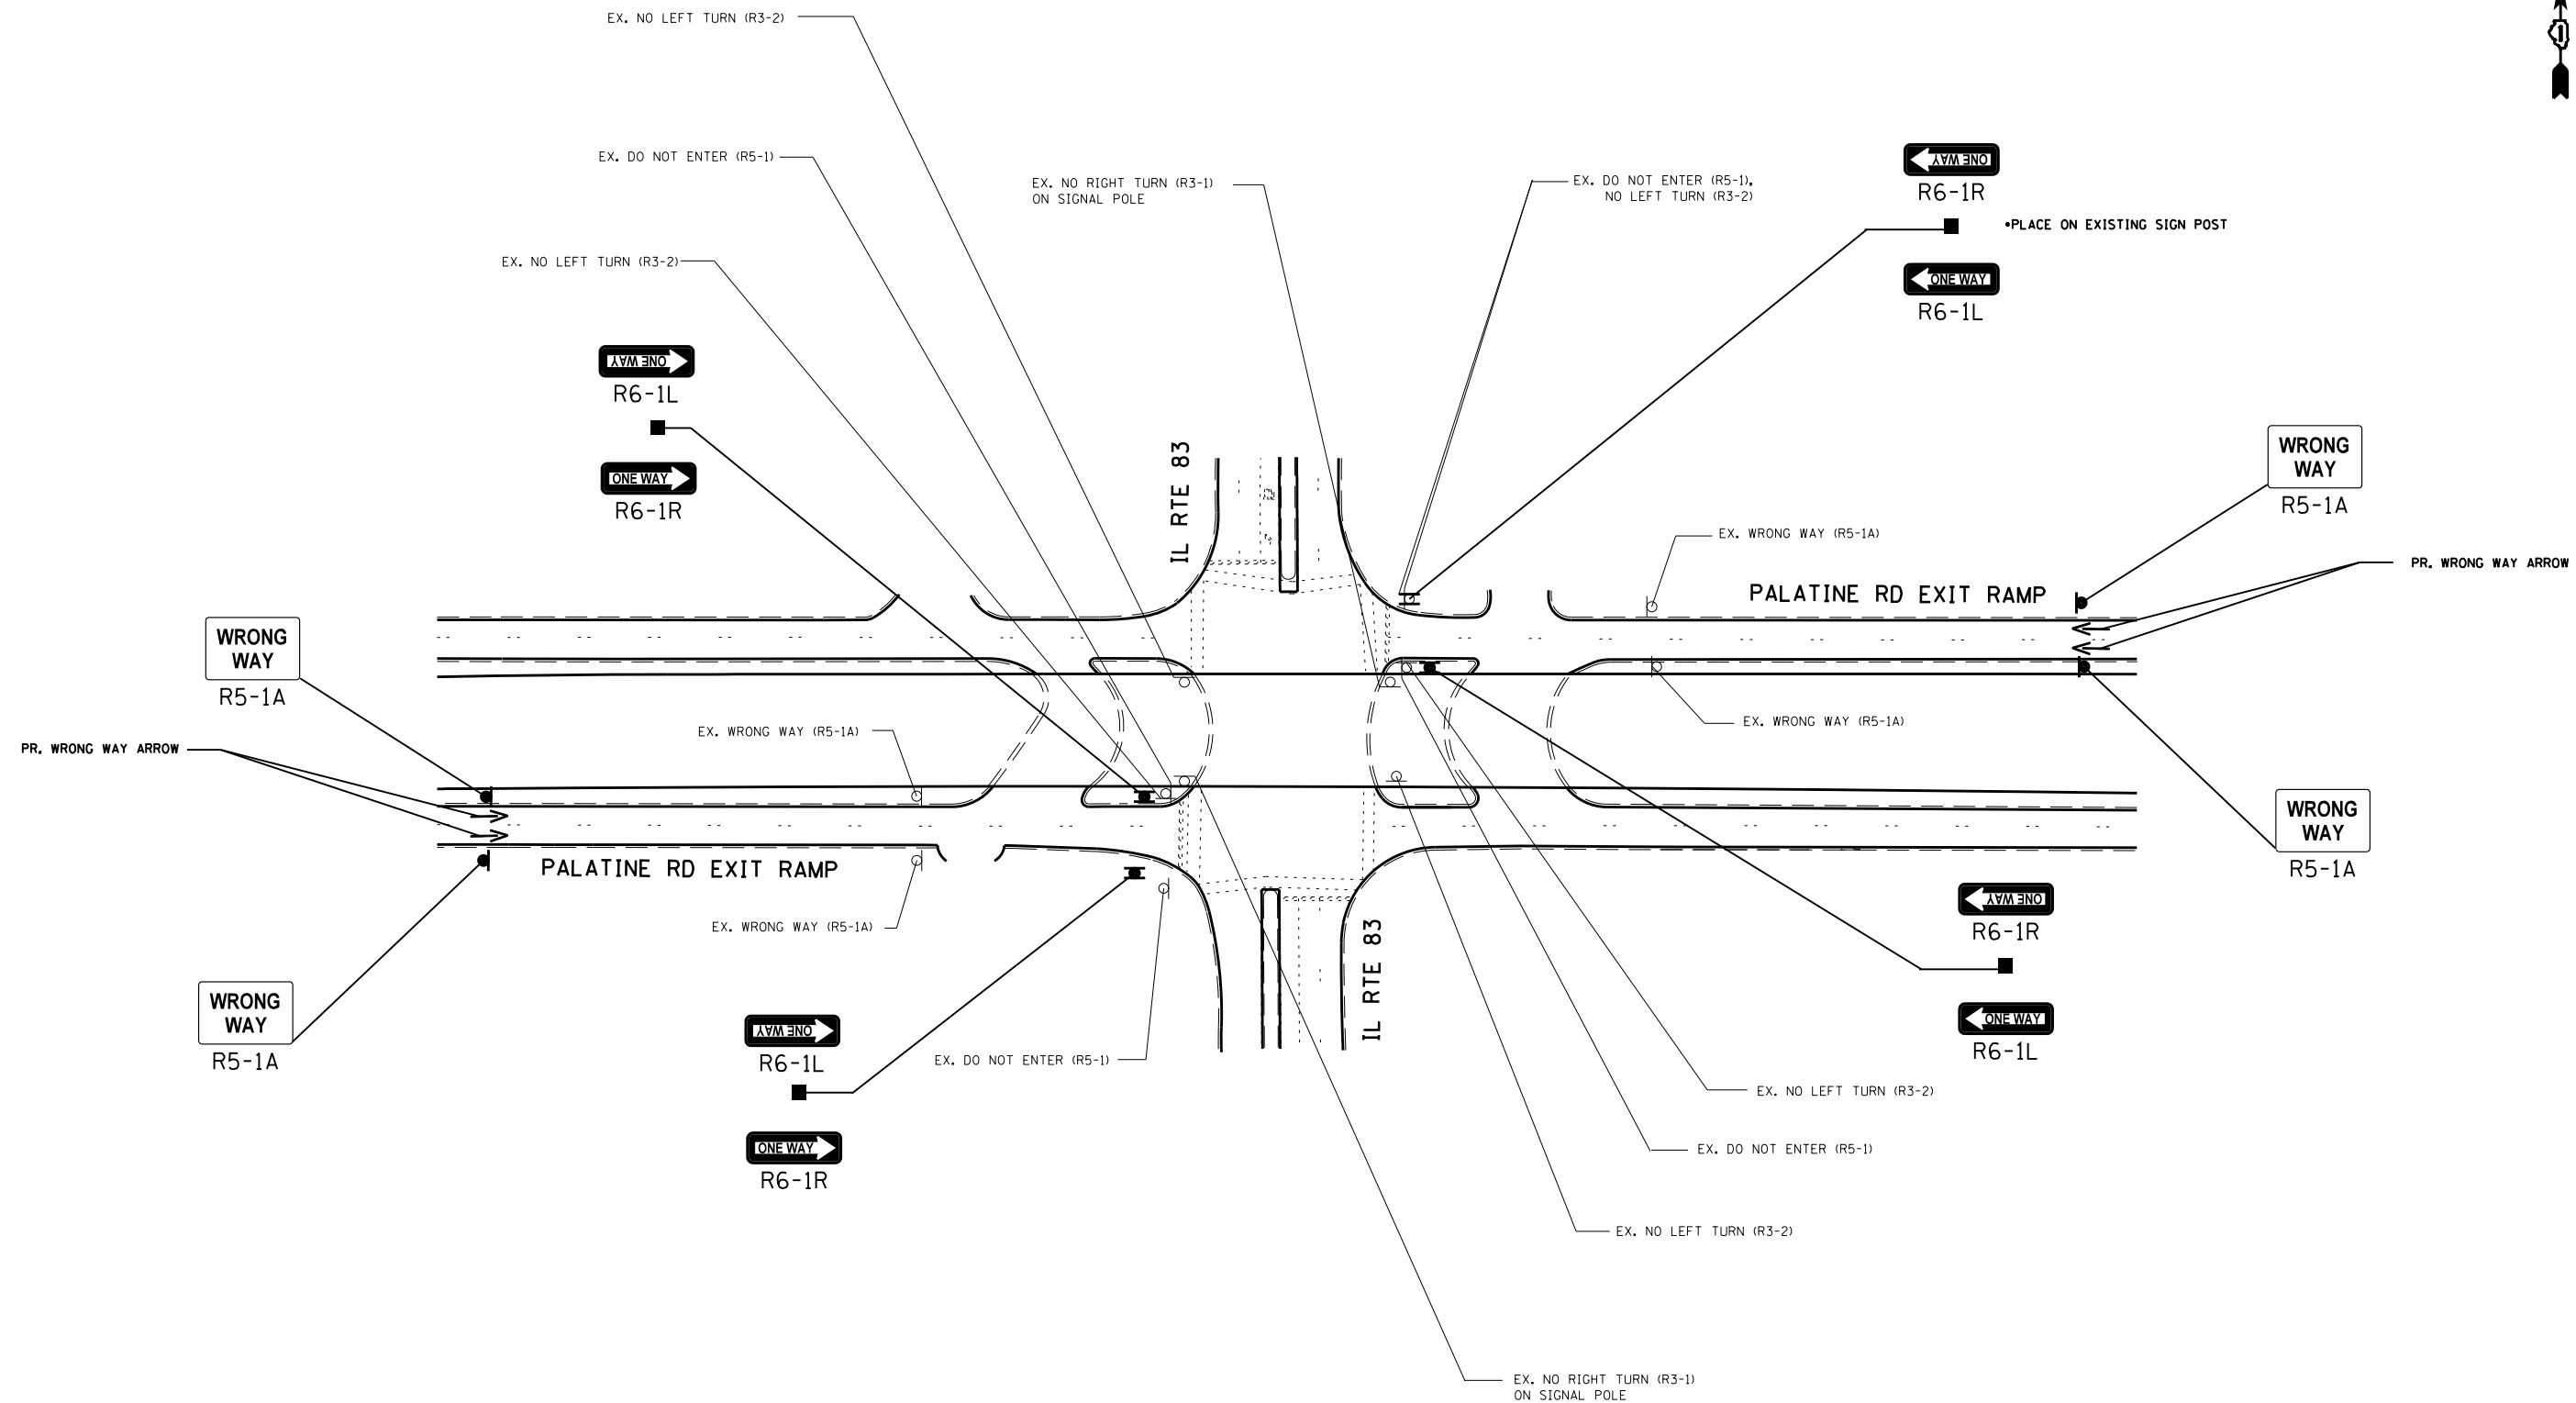 EX. NO LEFT TURN (R3-2)
EX. DO NOT ENTER (R5-1)
EX. NO RIGHT TURN (R3-1)
ON SIGNAL POLE
EX. DO NOT ENTER (R5-1),
NO LEFT TURN (R3-2)
ONE WAY
R6-1R
•PLACE ON EXISTING SIGN POST
ONE WAY
R6-1L
EX. NO LEFT TURN (R3-2)
ONE WAY
R6-1L
ONE WAY
R6-1R
IL RTE 83
WRONG
WAY
R5-1A
EX. WRONG WAY (R5-1A)
PR. WRONG WAY ARROW
PALATINE RD EXIT RAMP
WRONG
WAY
R5-1A
EX. WRONG WAY (R5-1A)
EX. WRONG WAY (R5-1A)
PR. WRONG WAY ARROW
WRONG
WAY
R5-1A
PALATINE RD EXIT RAMP
EX. WRONG WAY (R5-1A)
IL RTE 83
ONE WAY
R6-1R
ONE WAY
R6-1L
WRONG
WAY
R5-1A
ONE WAY
R6-1L
EX. DO NOT ENTER (R5-1)
ONE WAY
R6-1R
EX. NO LEFT TURN (R3-2)
EX. DO NOT ENTER (R5-1)
EX. NO LEFT TURN (R3-2)
EX. NO RIGHT TURN (R3-1)
ON SIGNAL POLE